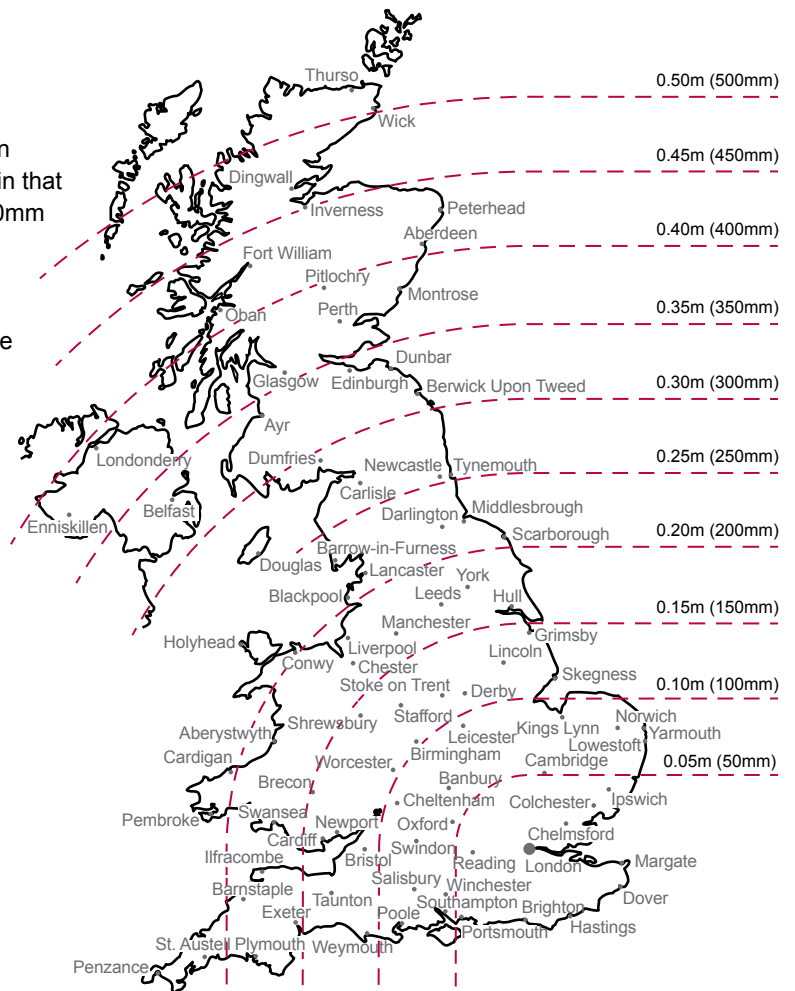 Thurso
0.50m (500mm)
Wick
n
in that
0mm
0.45m (450mm)
Dingwall
Inverness
Peterhead
Aberdeen
0.40m (400mm)
Fort William
Pitlochry
Montrose
Oban
Perth
0.35m (350mm)
e
Dunbar
Glasgow
Edinburgh
Berwick Upon Tweed
0.30m (300mm)
Ayr
Londonderry
Dumfries
Newcastle
Tynemouth
0.25m (250mm)
Carlisle
Belfast
Enniskillen
Middlesbrough
Darlington
Scarborough
0.20m (200mm)
Barrow-in-Furness
Douglas
Lancaster
York
Leeds
Hull
Blackpool
0.15m (150mm)
Manchester
Grimsby
Holyhead
Liverpool
Lincoln
Conwy
Chester
Skegness
Stoke on Trent
Derby
0.10m (100mm)
Shrewsbury
Stafford
Kings Lynn
Norwich
Aberystwyth
Leicester
Yarmouth
Birmingham
Lowestoft
Cardigan
Worcester
Cambridge
0.05m (50mm)
Brecon
Banbury
Cheltenham
Colchester
Ipswich
Pembroke
Swansea
Newport
Oxford
Chelmsford
Cardiff
Swindon
Ilfracombe
Bristol
Reading
London
Margate
Salisbury
Barnstaple
Taunton
Winchester
Dover
Southampton
Exeter
Poole
Brighton
Hastings
Portsmouth
St. Austell
Plymouth
Weymouth
Penzance